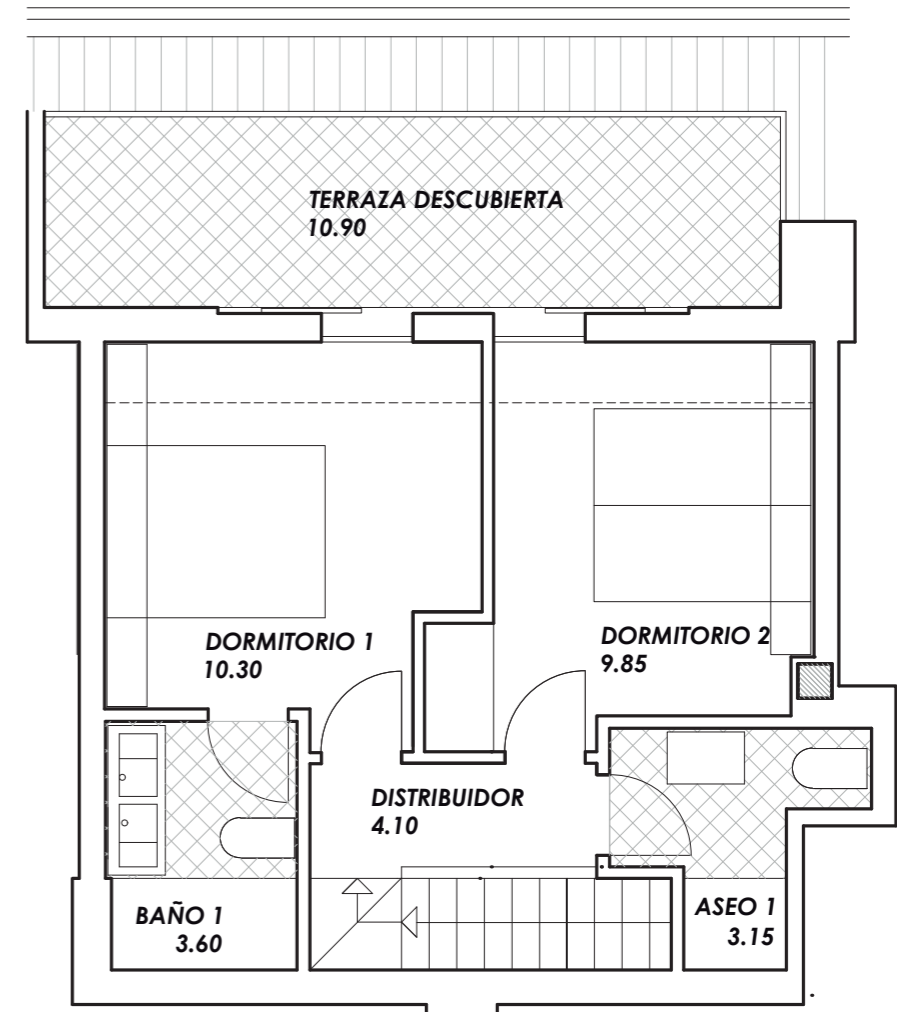 TERRAZA DESCUBIERTA
10.90
DORMITORIO 1
10.30
DORMITORIO 2
9.85
DISTRIBUIDOR
4.10
BAÑO 1
3.60
ASEO 1
3.15